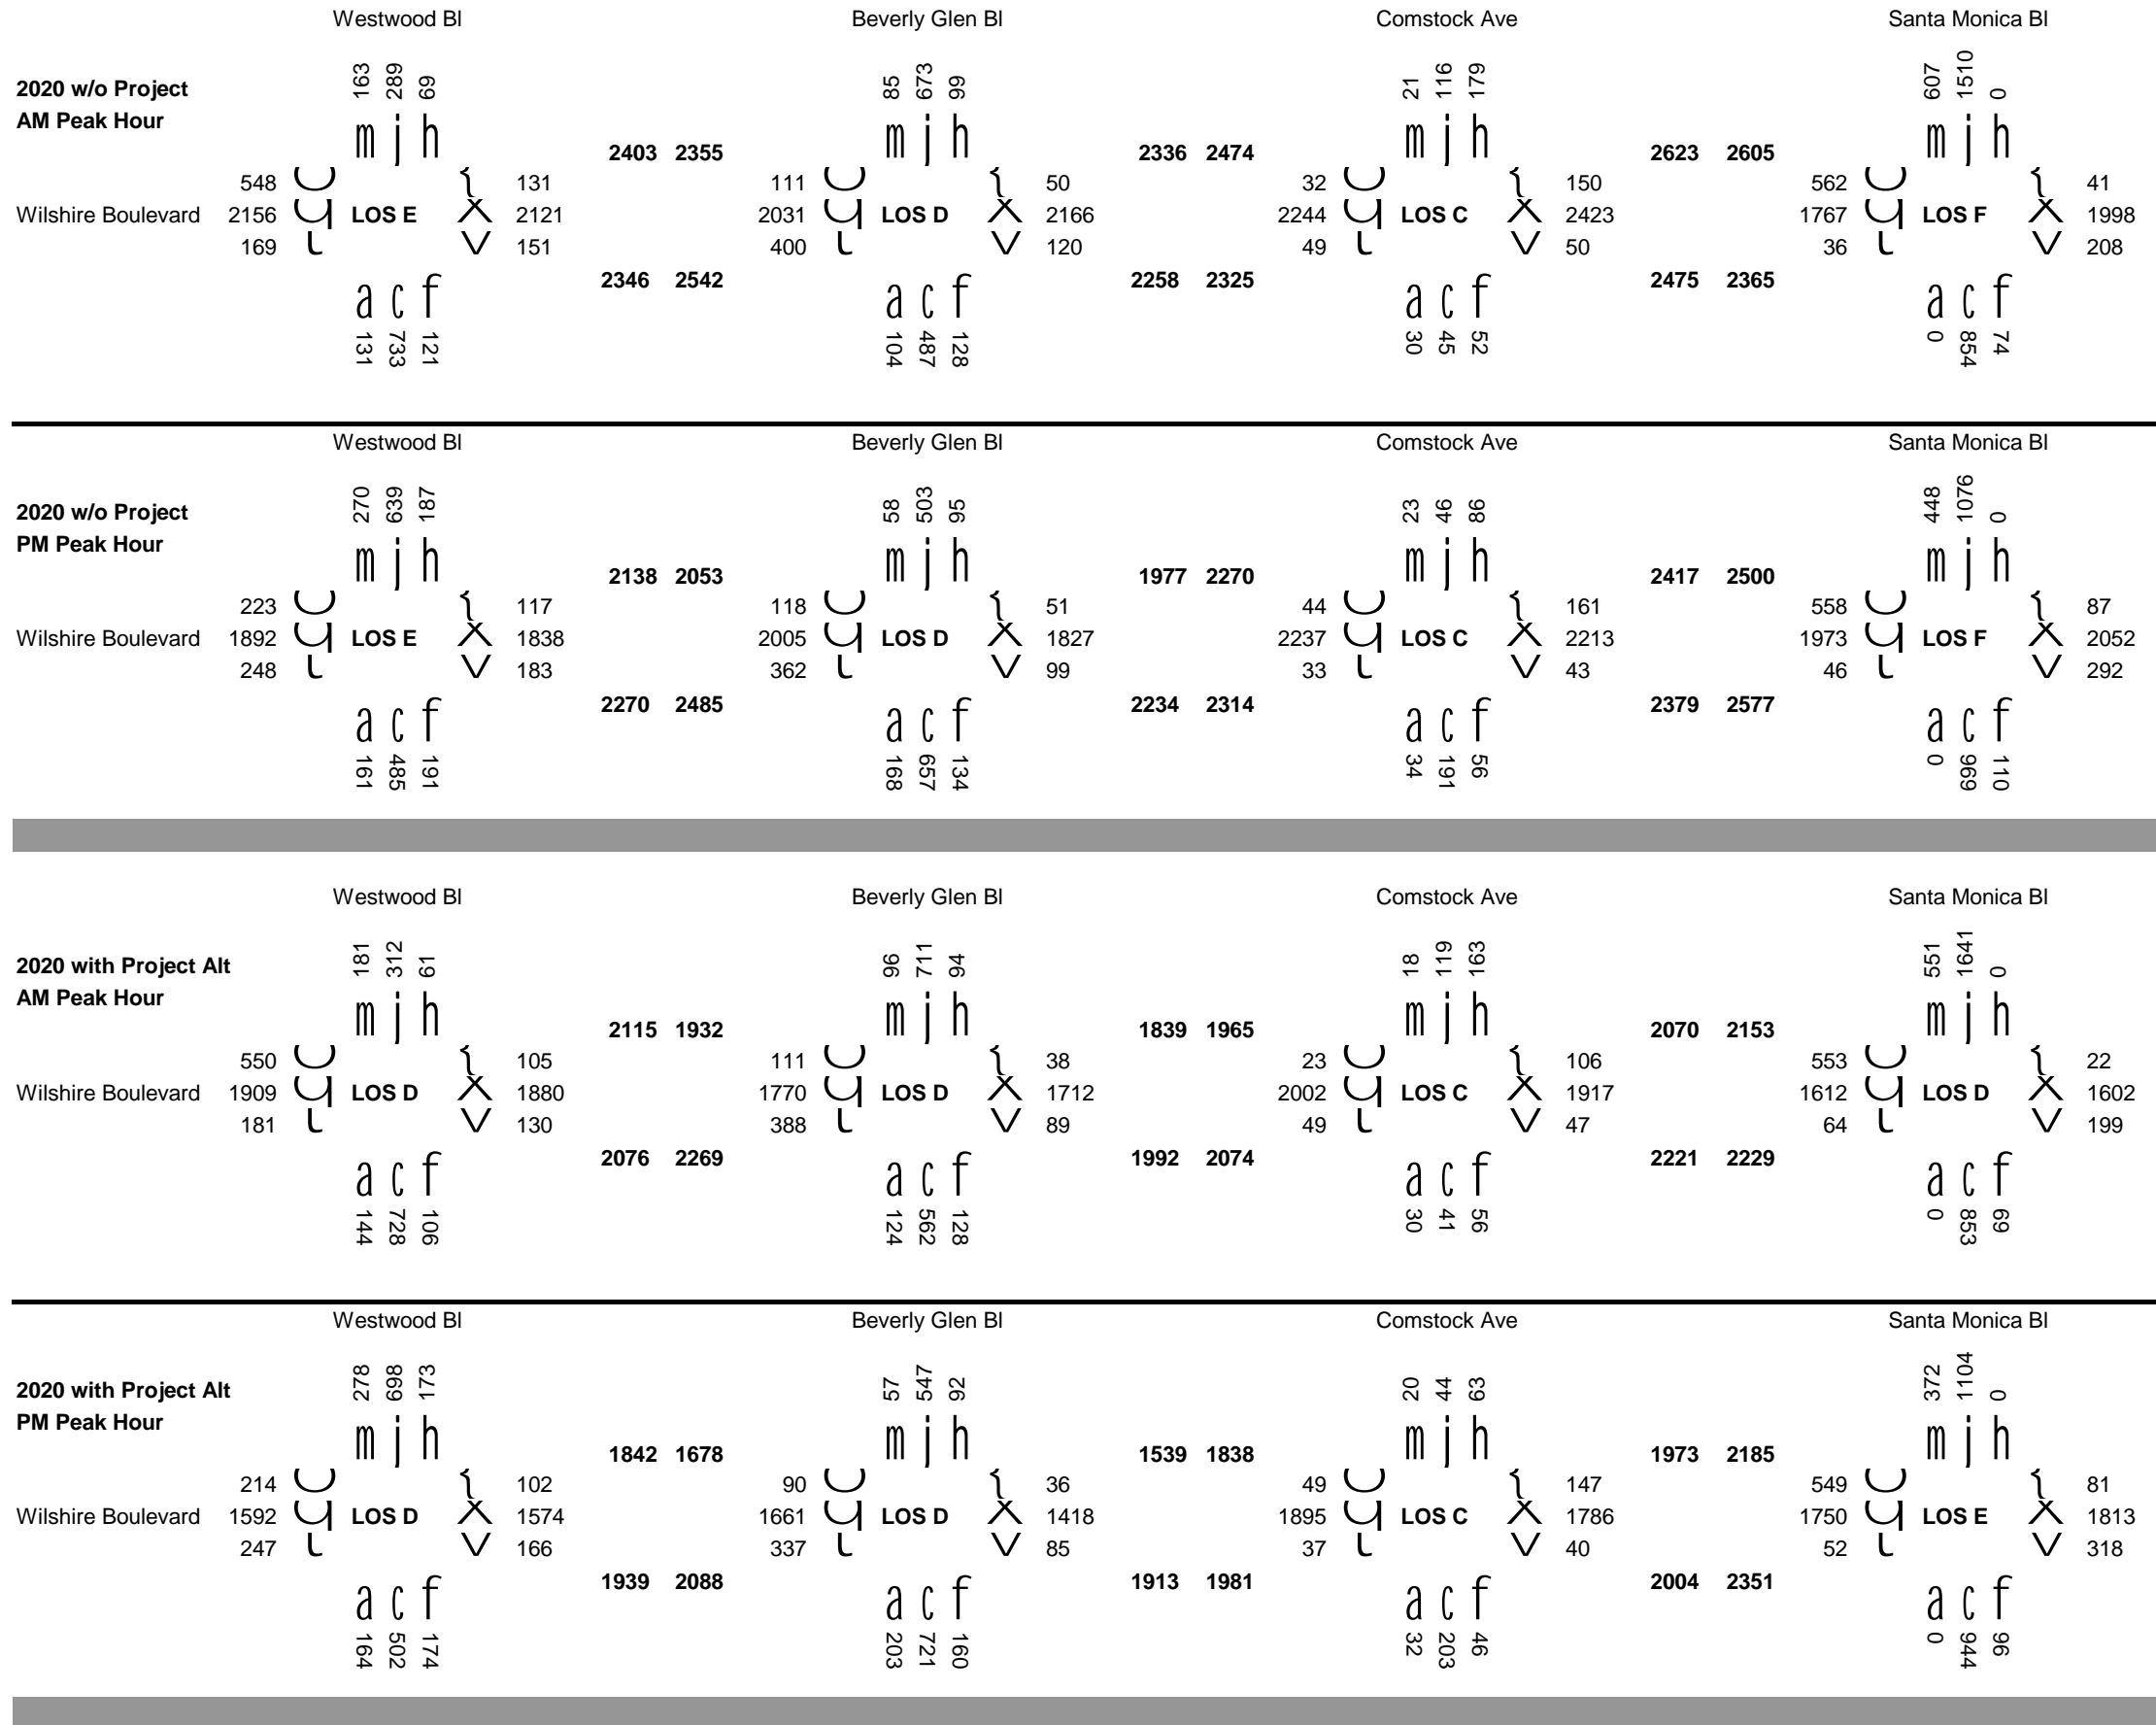 Westwood Bl Beverly Glen Bl Comstock Ave Santa Monica Bl
163 289 69 85 673 99 21 116 179 607 1510 0
2020 w/o Project
AM Peak Hour
m j h m j h m j h m j h
2403 2355 2336 2474 2623 2605
548 131 111 50 32 150 562 41
Wilshire Boulevard 2156 LOS E 2121 2031 LOS D 2166 2244 LOS C 2423 1767 LOS F 1998
169 151 400 120 49 50 36 208
2346 2542 2258 2325 2475 2365
a c f a c f a c f a c f
131 733 121 104 487 128 30 45 52 0 854 74
Westwood Bl Beverly Glen Bl Comstock Ave Santa Monica Bl
270 639 187 58 503 95 23 46 86 448 1076 0
2020 w/o Project
PM Peak Hour
m j h m j h m j h m j h
2138 2053 1977 2270 2417 2500
223 117 118 51 44 161 558 87
Wilshire Boulevard 1892 LOS E 1838 2005 LOS D 1827 2237 LOS C 2213 1973 LOS F 2052
248 183 362 99 33 43 46 292
2270 2485 2234 2314 2379 2577
a c f a c f a c f a c f
161 485 191 168 657 134 34 191 56 0 969 110
Westwood Bl Beverly Glen Bl Comstock Ave Santa Monica Bl
181 312 61 96 711 94 18 119 163 551 1641 0
2020 with Project Alt
AM Peak Hour
m j h m j h m j h m j h
2115 1932 1839 1965 2070 2153
550 105 111 38 23 106 553 22
Wilshire Boulevard 1909 LOS D 1880 1770 LOS D 1712 2002 LOS C 1917 1612 LOS D 1602
181 130 388 89 49 47 64 199
2076 2269 1992 2074 2221 2229
a c f a c f a c f a c f
144 728 106 124 562 128 30 41 56 0 853 69
Westwood Bl Beverly Glen Bl Comstock Ave Santa Monica Bl
278 698 173 57 547 92 20 44 63 372 1104 0
2020 with Project Alt
PM Peak Hour
m j h m j h m j h m j h
1842 1678 1539 1838 1973 2185
214 102 90 36 49 147 549 81
Wilshire Boulevard 1592 LOS D 1574 1661 LOS D 1418 1895 LOS C 1786 1750 LOS E 1813
247 166 337 85 37 40 52 318
1939 2088 1913 1981 2004 2351
a c f a c f a c f a c f
164 502 174 203 721 160 32 203 46 0 944 96